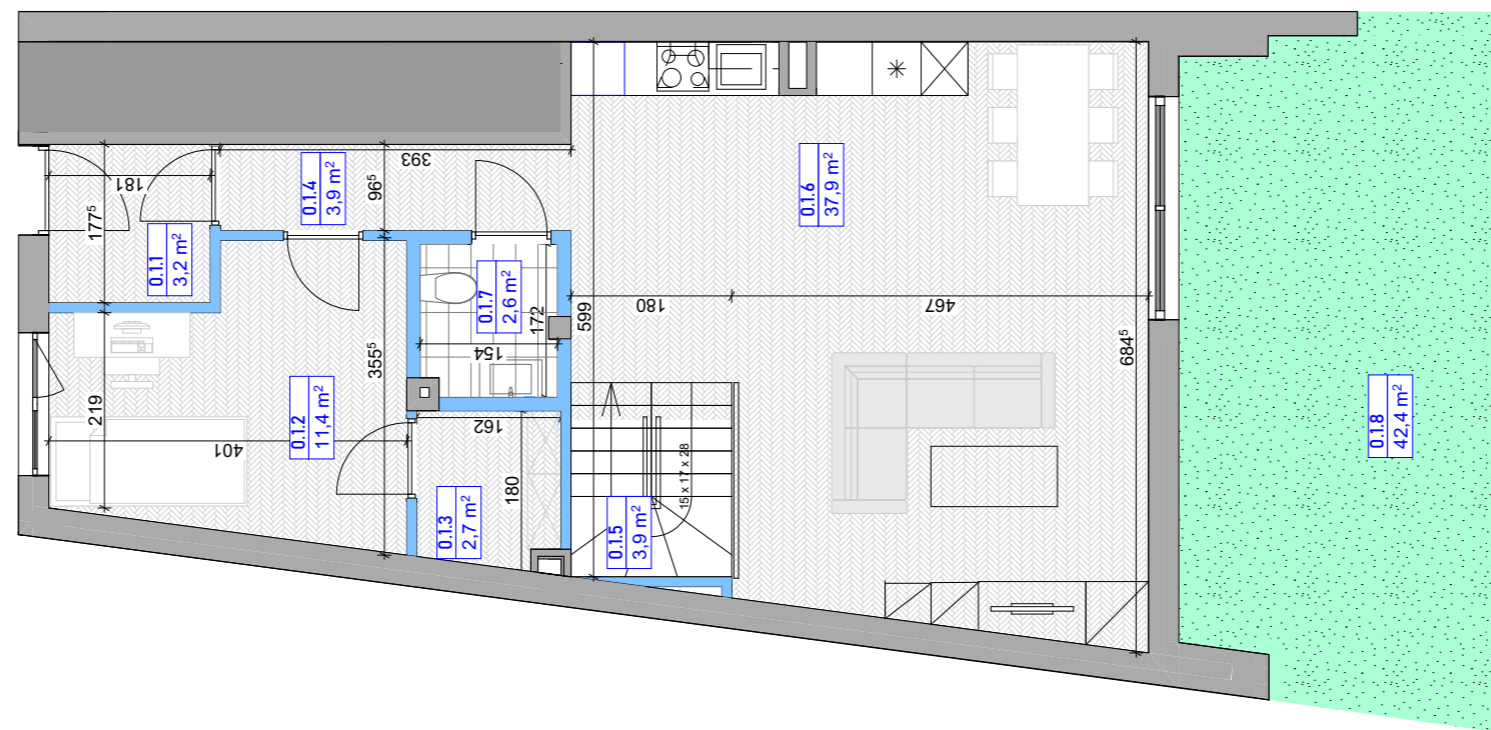 393
0.1.4
3,9 m²
96⁵
181
177⁵
0.1.1
3,2 m²
0.1.6
37,9 m²
0.1.7
2,6 m²
172
154
599
180
467
684⁵
355⁵
219
401
0.1.2
11,4 m²
162
180
0.1.3
2,7 m²
0.1.5
3,9 m²
15 x 17 x 28
0.1.8
42,4 m²